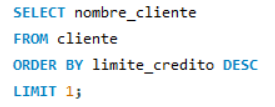 SELECT nombre_cliente
FROM cliente
ORDER BY limite_credito DESC
LIMIT 1;